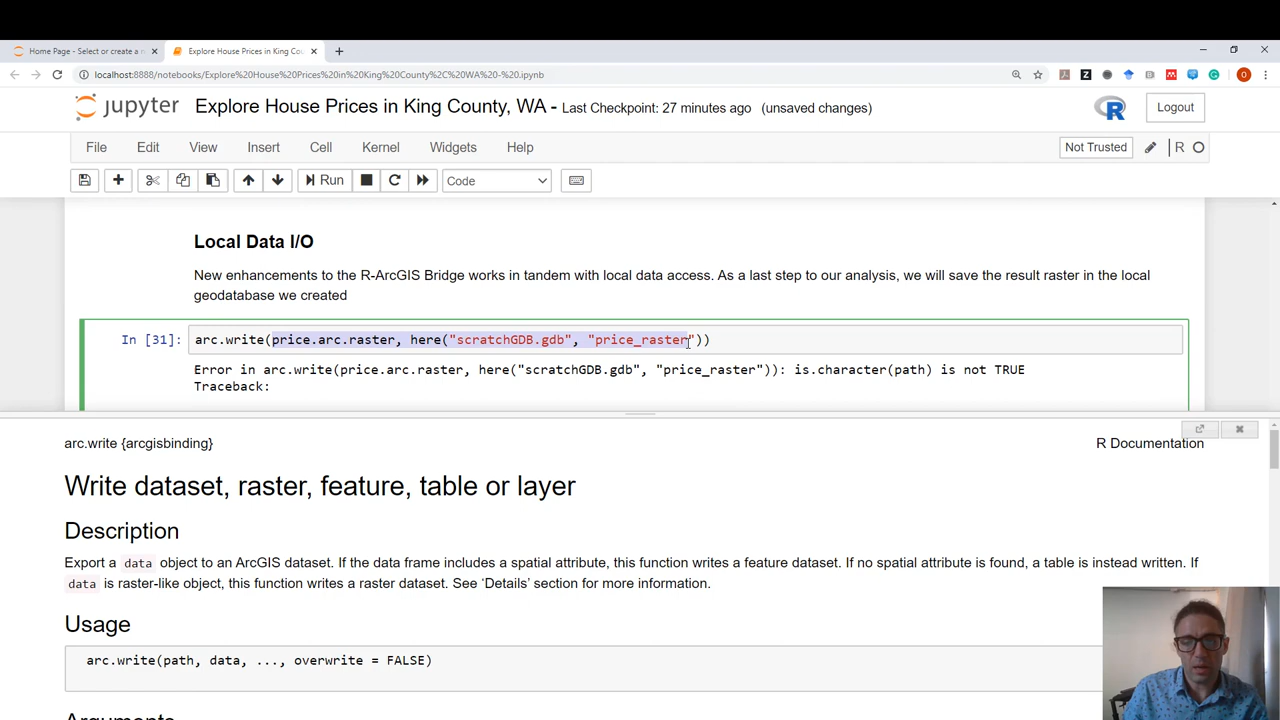 Home Page - Select or create a n
Explore House Prices in King Cou
localhost:8888/notebooks/Explore%20House%20Prices%20in%20King%20County%2C%20WA%20-%20.ipynb
jupyter Explore House Prices in King County, WA - Last Checkpoint: 27 minutes ago (unsaved changes) Logout
File Edit View Insert Cell Kernel Widgets Help Not Trusted R
Run Code
Local Data I/O
New enhancements to the R-ArcGIS Bridge works in tandem with local data access. As a last step to our analysis, we will save the result raster in the local
geodatabase we created
In [31]: arc.write(price.arc.raster, here("scratchGDB.gdb", "price_raster"))
Error in arc.write(price.arc.raster, here("scratchGDB.gdb", "price_raster")): is.character(path) is not TRUE
Traceback:
arc.write {arcgisbinding} R Documentation
Write dataset, raster, feature, table or layer
Description
Export a data object to an ArcGIS dataset. If the data frame includes a spatial attribute, this function writes a feature dataset. If no spatial attribute is found, a table is instead written. If
data is raster-like object, this function writes a raster dataset. See ‘Details’ section for more information.
Usage
arc.write(path, data, ..., overwrite = FALSE)
Arguments